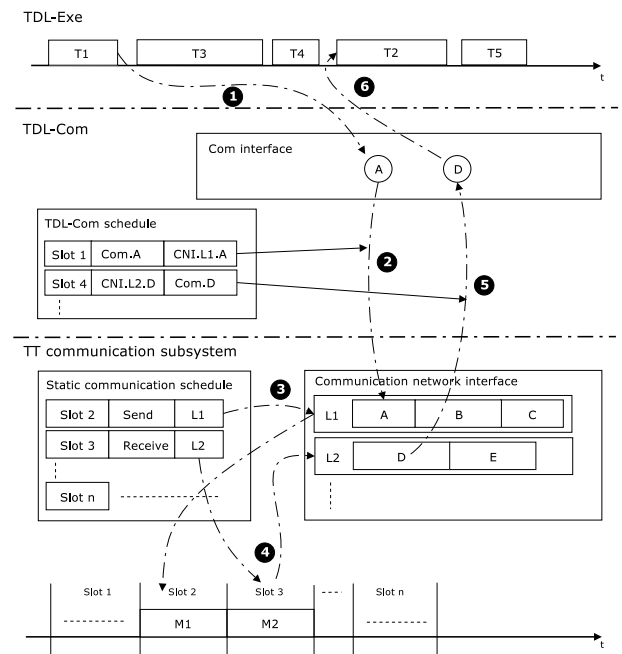 TDL-Exe
T1 T3 T4 T2 T5
t
1
6
TDL-Com
Com interface
A D
TDL-Com schedule
Slot 1 Com.A CNI.L1.A
Slot 4 CNI.L2.D Com.D
2
5
TT communication subsystem
Static communication schedule
Slot 2 Send L1
Slot 3 Receive L2
Slot n
3
Communication network interface
L1 A B C
L2 D E
4
Slot 1 Slot 2 Slot 3 Slot n
M1 M2
t